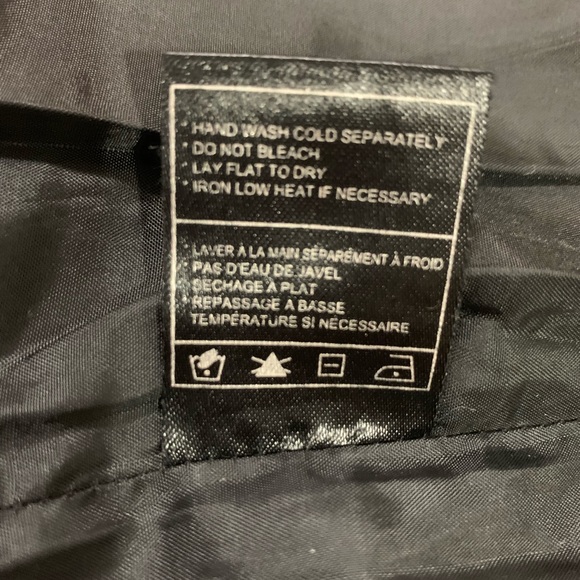 * HAND WASH COLD SEPARATELY
* DO NOT BLEACH
* LAY FLAT TO DRY
* IRON LOW HEAT IF NECESSARY
LAVER À LA MAIN SÉPARÉMENT À FROID
PAS D'EAU DE JAVEL
SECHAGE A PLAT
REPASSAGE A BASSE
TEMPÉRATURE SI NÉCESSAIRE